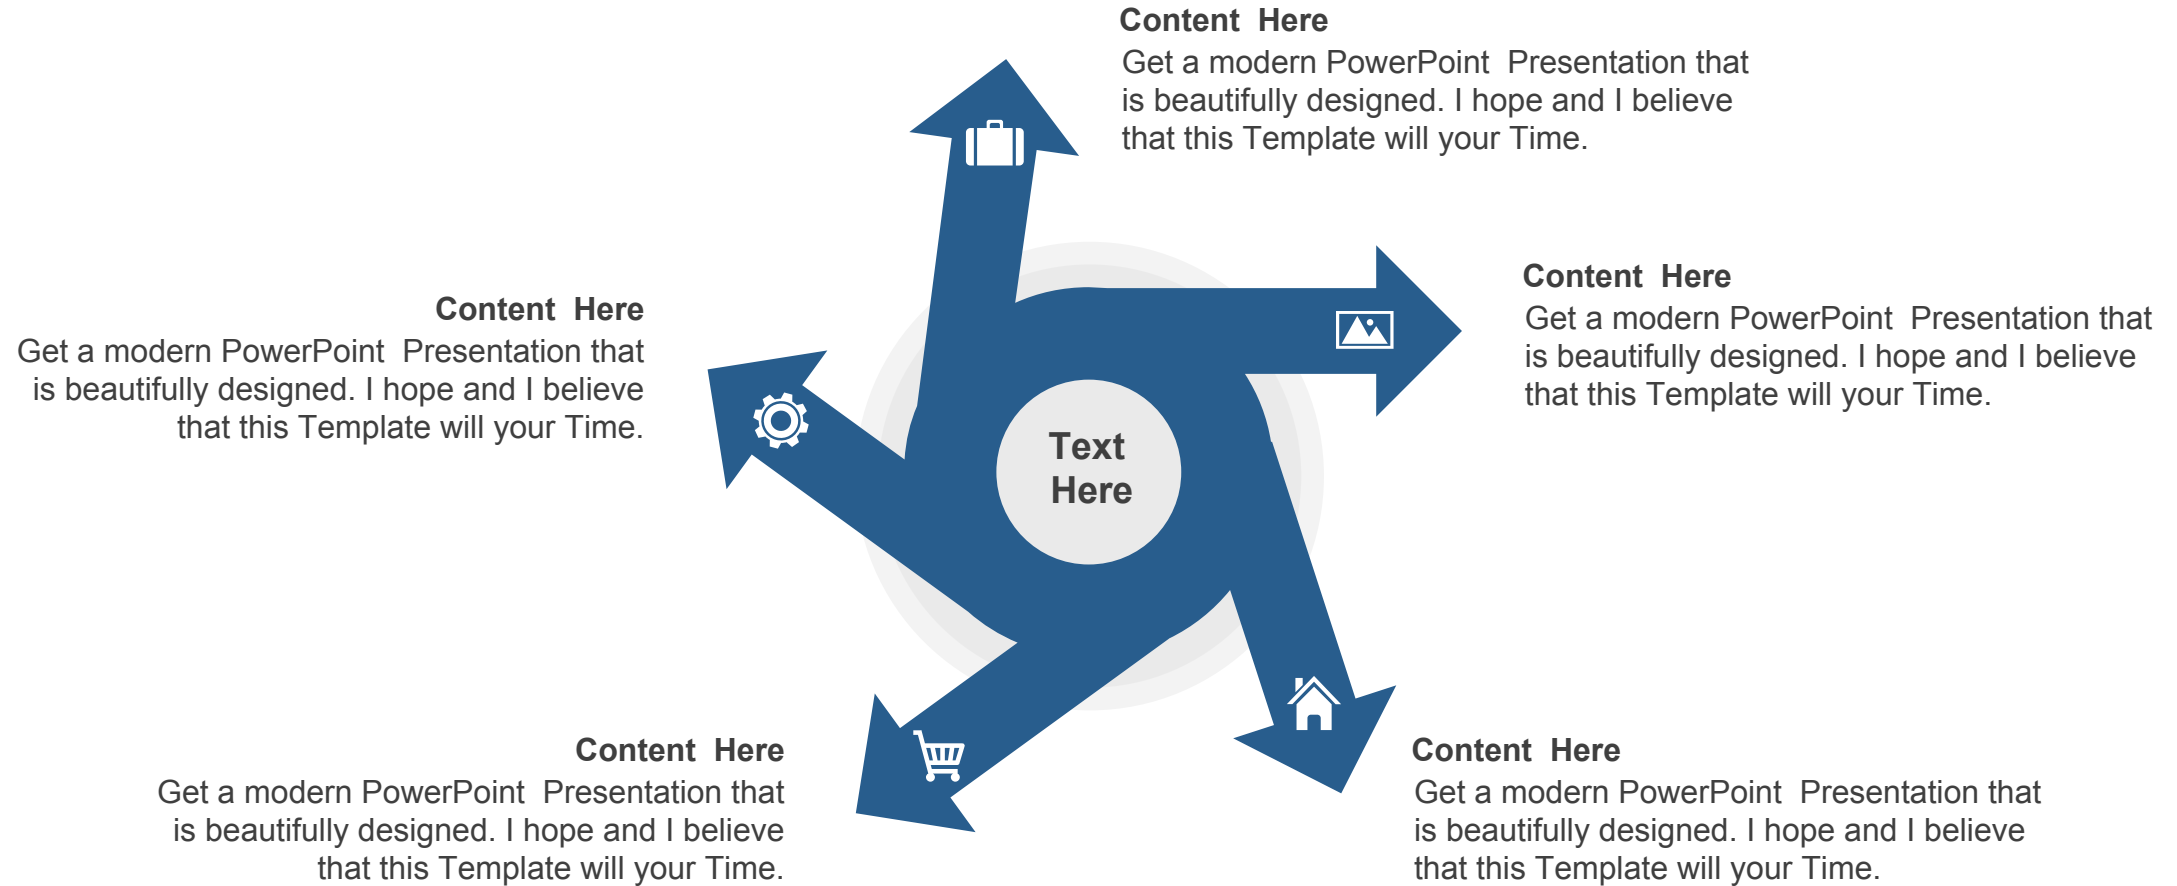 Content  Here
Get a modern PowerPoint  Presentation that
is beautifully designed. I hope and I believe
that this Template will your Time.
Content  Here
Get a modern PowerPoint  Presentation that
is beautifully designed. I hope and I believe
that this Template will your Time.
Content  Here
Get a modern PowerPoint  Presentation that
is beautifully designed. I hope and I believe
that this Template will your Time.
Text
Here
Content  Here
Get a modern PowerPoint  Presentation that
is beautifully designed. I hope and I believe
that this Template will your Time.
Content  Here
Get a modern PowerPoint  Presentation that
is beautifully designed. I hope and I believe
that this Template will your Time.